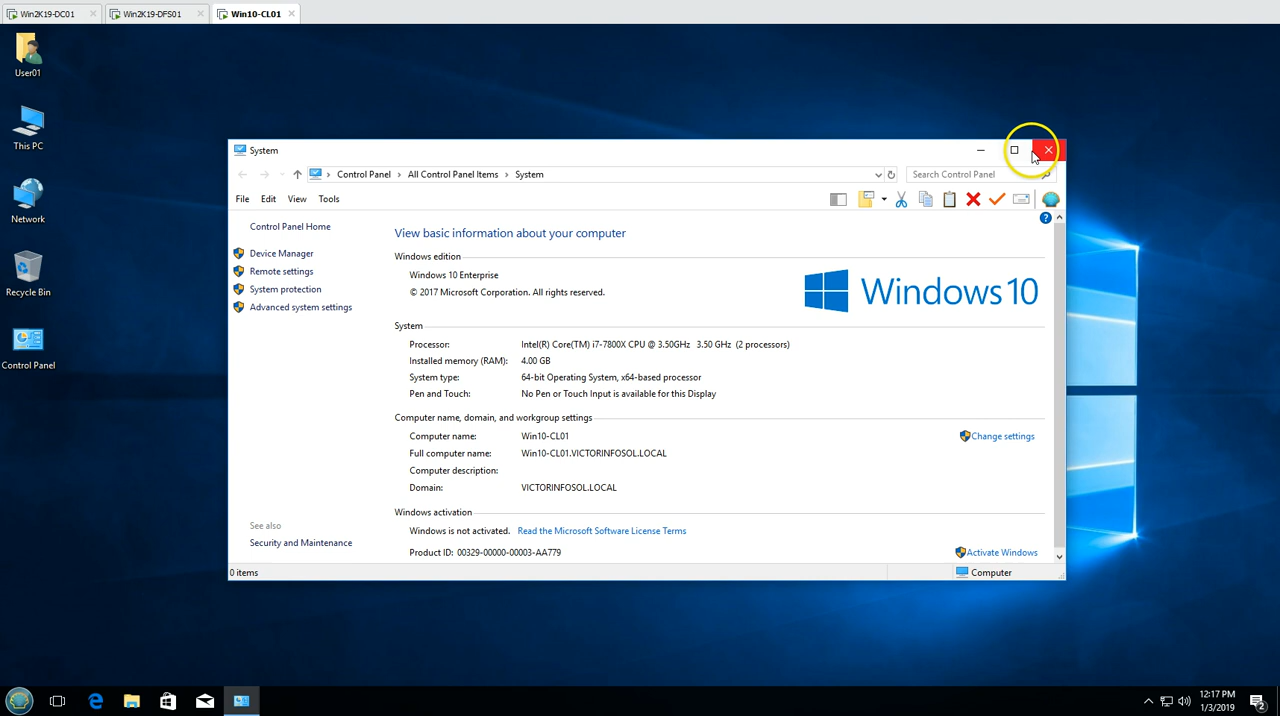 Win2K19-DC01
Win2K19-DFS01
Win10-CL01
User01
This PC
Network
Recycle Bin
Control Panel
System
Control Panel > All Control Panel Items > System
Search Control Panel
File Edit View Tools
Control Panel Home
Device Manager
Remote settings
System protection
Advanced system settings
See also
Security and Maintenance
View basic information about your computer
Windows edition
Windows 10 Enterprise
© 2017 Microsoft Corporation. All rights reserved.
Windows 10
System
Processor: Intel(R) Core(TM) i7-7800X CPU @ 3.50GHz 3.50 GHz (2 processors)
Installed memory (RAM): 4.00 GB
System type: 64-bit Operating System, x64-based processor
Pen and Touch: No Pen or Touch Input is available for this Display
Computer name, domain, and workgroup settings
Computer name: Win10-CL01
Change settings
Full computer name: Win10-CL01.VICTORINFOSOL.LOCAL
Computer description:
Domain: VICTORINFOSOL.LOCAL
Windows activation
Windows is not activated. Read the Microsoft Software License Terms
Product ID: 00329-00000-00003-AA779
Activate Windows
0 items
Computer
12:17 PM
1/3/2019
2